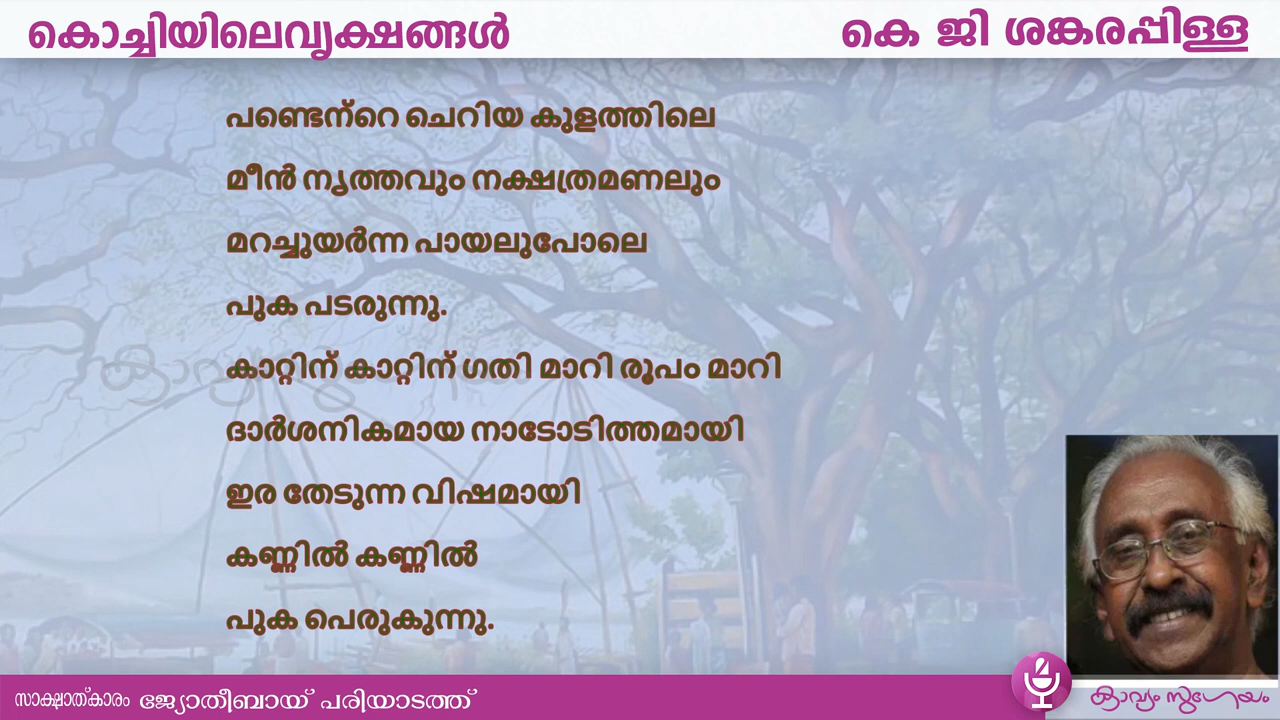 കൊച്ചിയിലെവൃക്ഷങ്ങൾ
കെ ജി ശങ്കരപ്പിള്ള
പണ്ടെന്റെ ചെറിയ കുളത്തിലെ
മീൻ നൃത്തവും നക്ഷത്രമണലും
മറച്ചുയർന്ന പായലുപോലെ
പുക പടരുന്നു.
കാറ്റിന് കാറ്റിന് ഗതി മാറി രൂപം മാറി
ദാർശനികമായ നാടോടിത്തമായി
ഇര തേടുന്ന വിഷമായി
കണ്ണിൽ കണ്ണിൽ
പുക പെരുകുന്നു.
സാക്ഷാത്കാരം ജ്യോതീബായ് പരിയാടത്ത്
കാവ്യം സുഗേയം